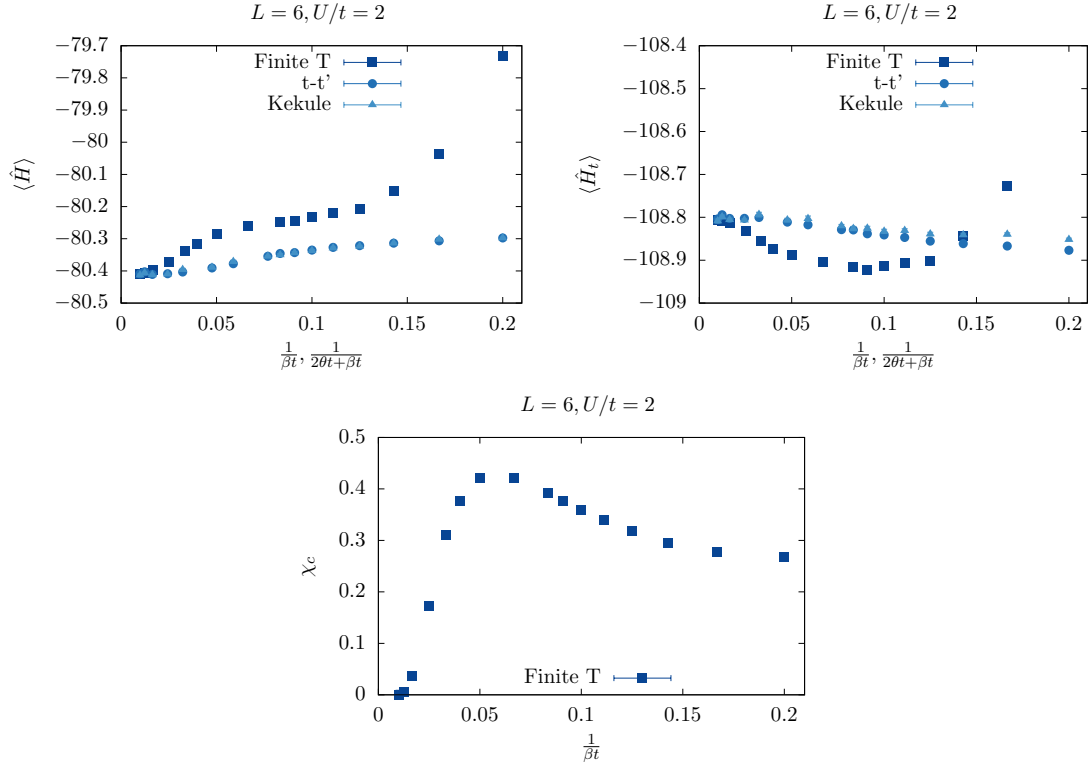 L = 6, U/t = 2
⟨Ĥ⟩
−79.7
−79.8
−79.9
−80
−80.1
−80.2
−80.3
−80.4
−80.5
Finite T
t-t'
Kekule
0
0.05
0.1
0.15
0.2
1/βt, 1/(2θt+βt)
L = 6, U/t = 2
⟨Ĥ_t⟩
−108.4
−108.5
−108.6
−108.7
−108.8
−108.9
−109
Finite T
t-t'
Kekule
0
0.05
0.1
0.15
0.2
1/βt, 1/(2θt+βt)
L = 6, U/t = 2
χ_c
0.5
0.4
0.3
0.2
0.1
0
Finite T
0
0.05
0.1
0.15
0.2
1/βt